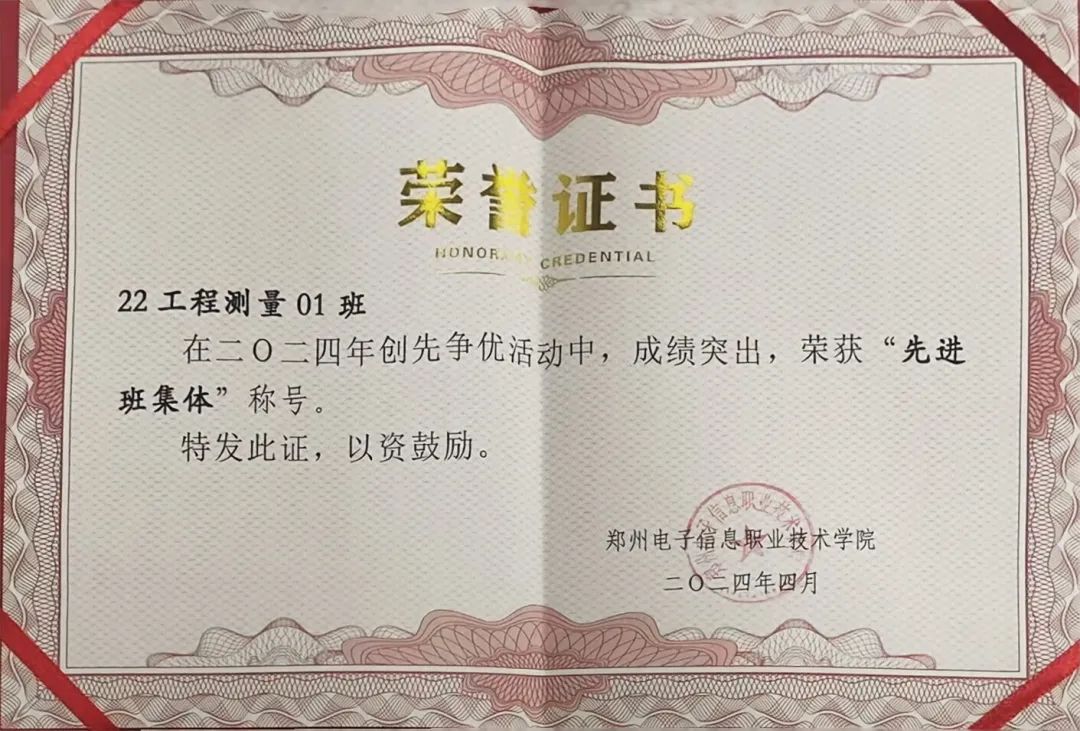 荣誉证书
HONORARY CREDENTIAL
22工程测量01班
在二〇二四年创先争优活动中，成绩突出，荣获“先进
班集体”称号。
特发此证，以资鼓励。
郑州电子信息职业技术学院
二〇二四年四月